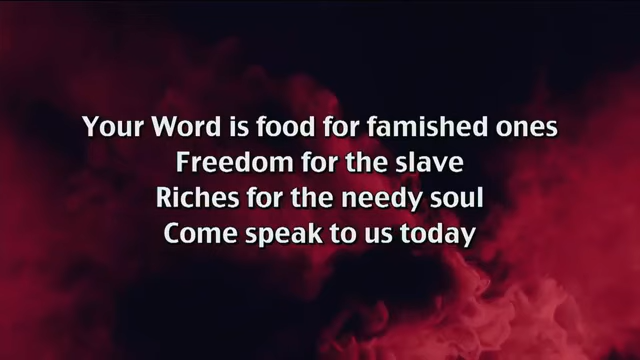 Your Word is food for famished ones
Freedom for the slave
Riches for the needy soul
Come speak to us today